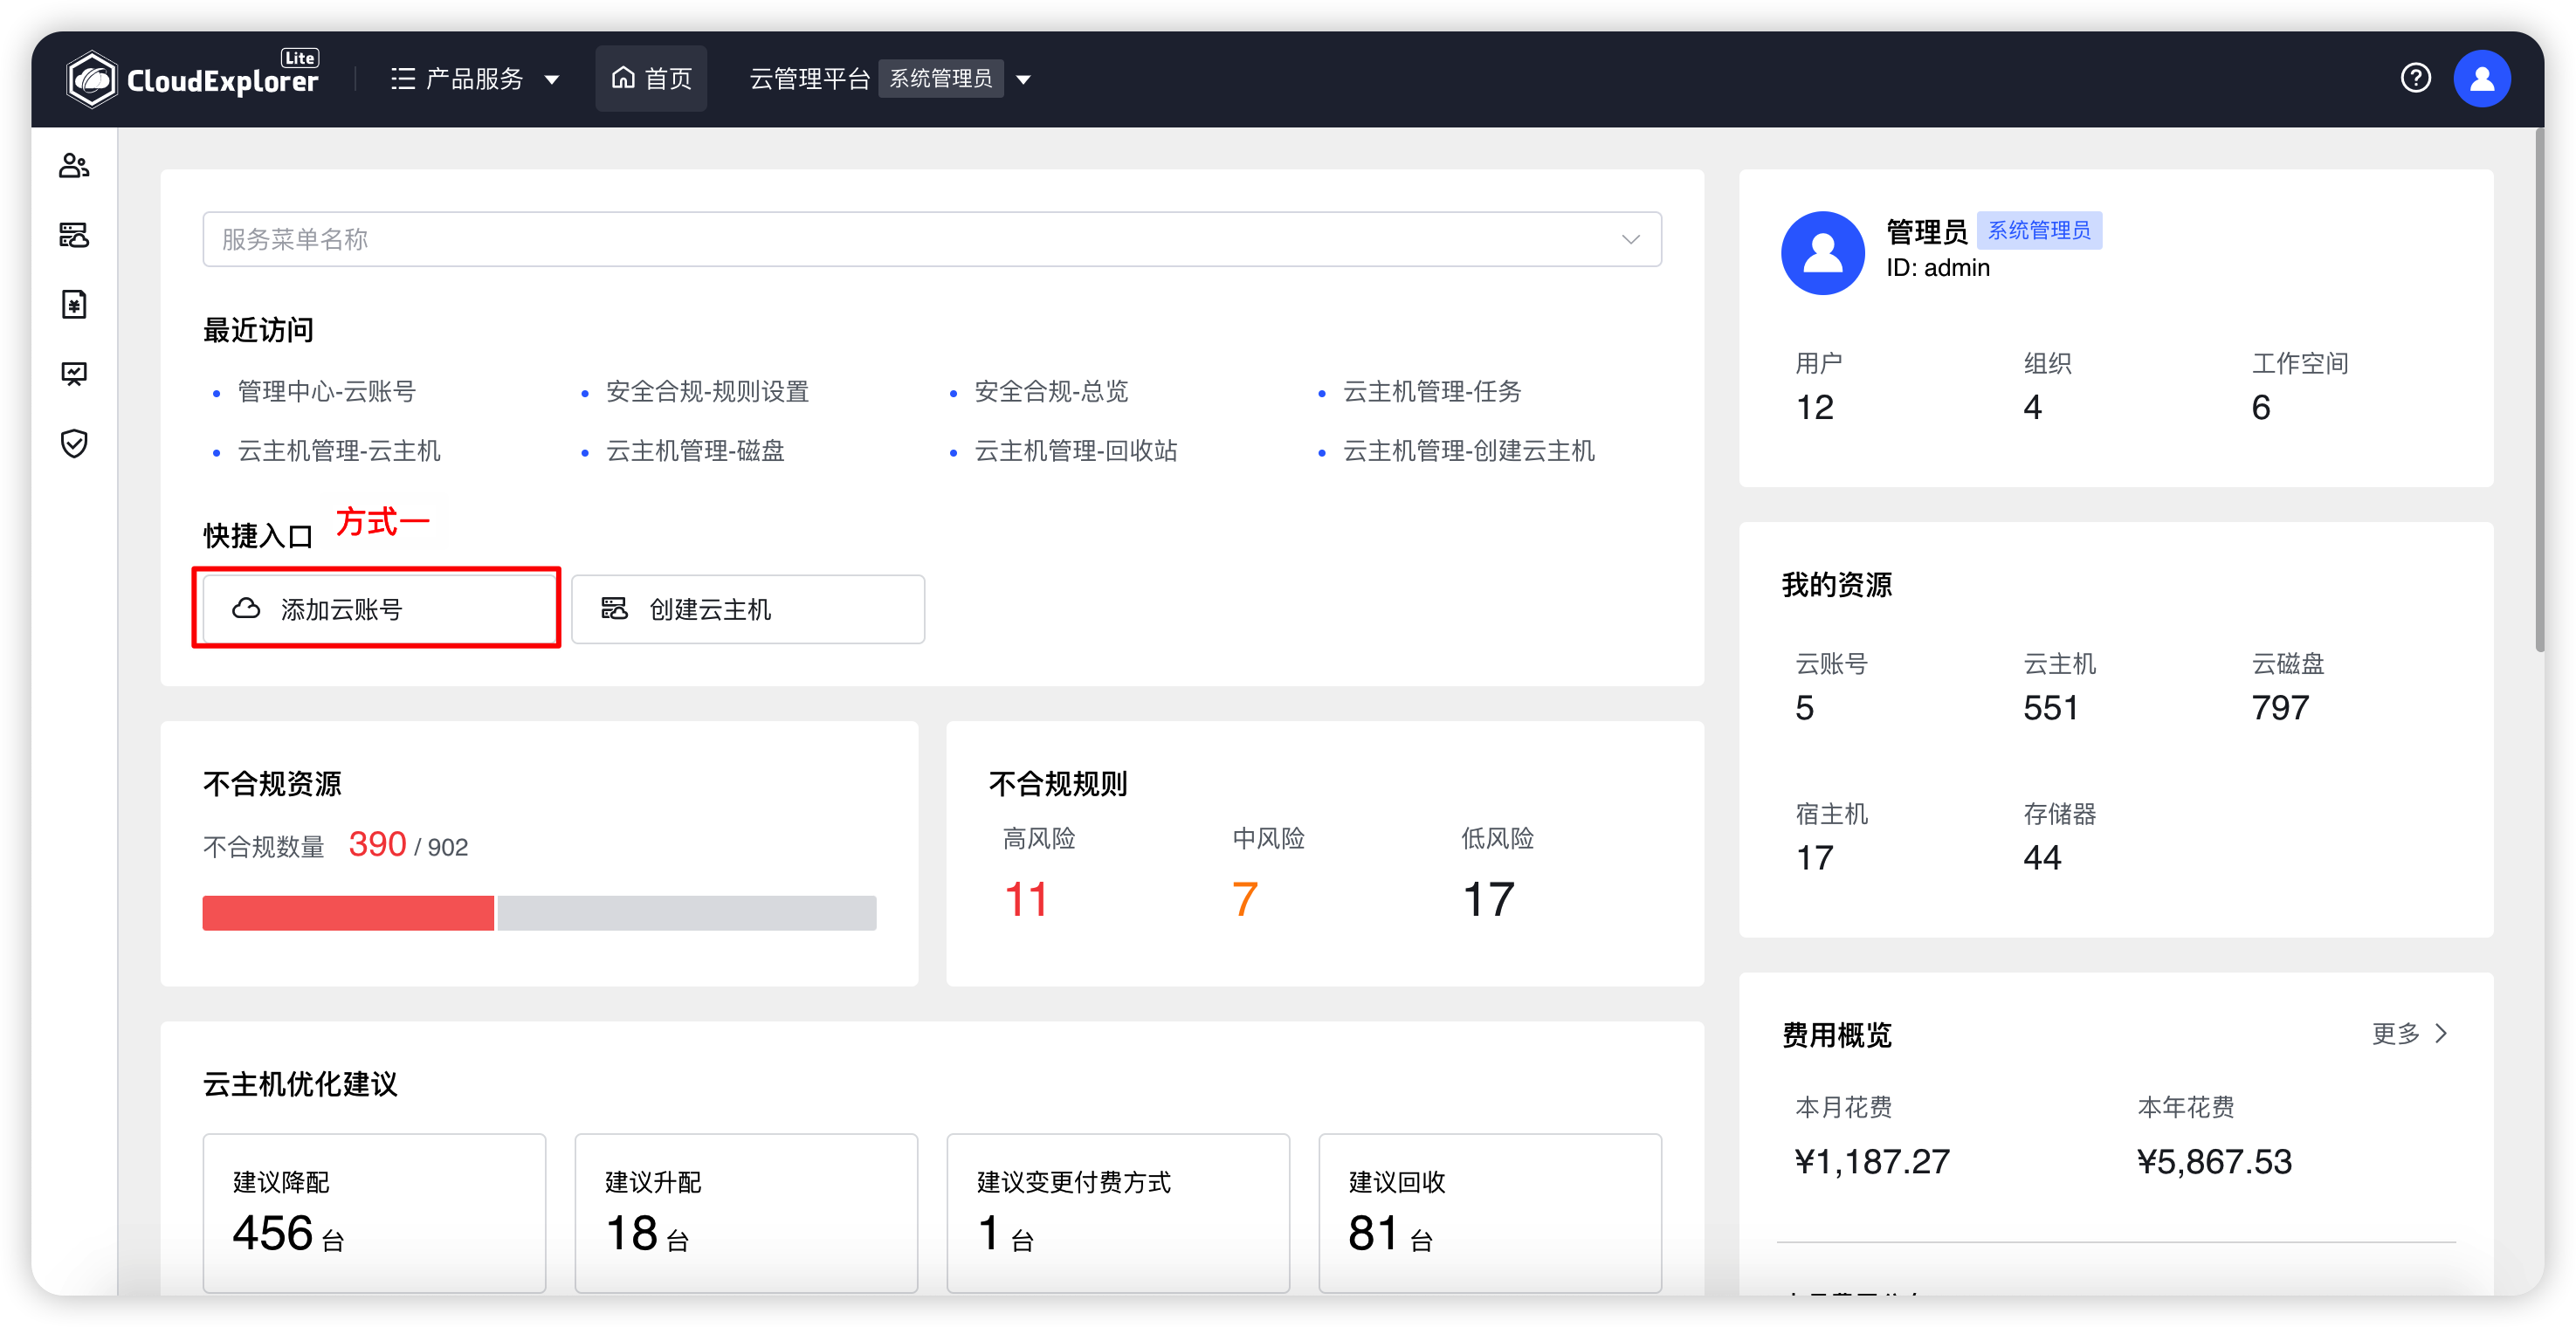 CloudExplorer Lite
产品服务
首页
云管理平台 系统管理员
服务菜单名称
最近访问
管理中心-云账号
安全合规-规则设置
安全合规-总览
云主机管理-任务
云主机管理-云主机
云主机管理-磁盘
云主机管理-回收站
云主机管理-创建云主机
快捷入口
方式一
添加云账号
创建云主机
不合规资源
不合规数量 390 / 902
不合规规则
高风险 中风险 低风险
11 7 17
云主机优化建议
建议降配
456 台
建议升配
18 台
建议变更付费方式
1 台
建议回收
81 台
管理员 系统管理员
ID: admin
用户 组织 工作空间
12 4 6
我的资源
云账号 云主机 云磁盘
5 551 797
宿主机 存储器
17 44
费用概览
更多
本月花费 本年花费
¥1,187.27 ¥5,867.53